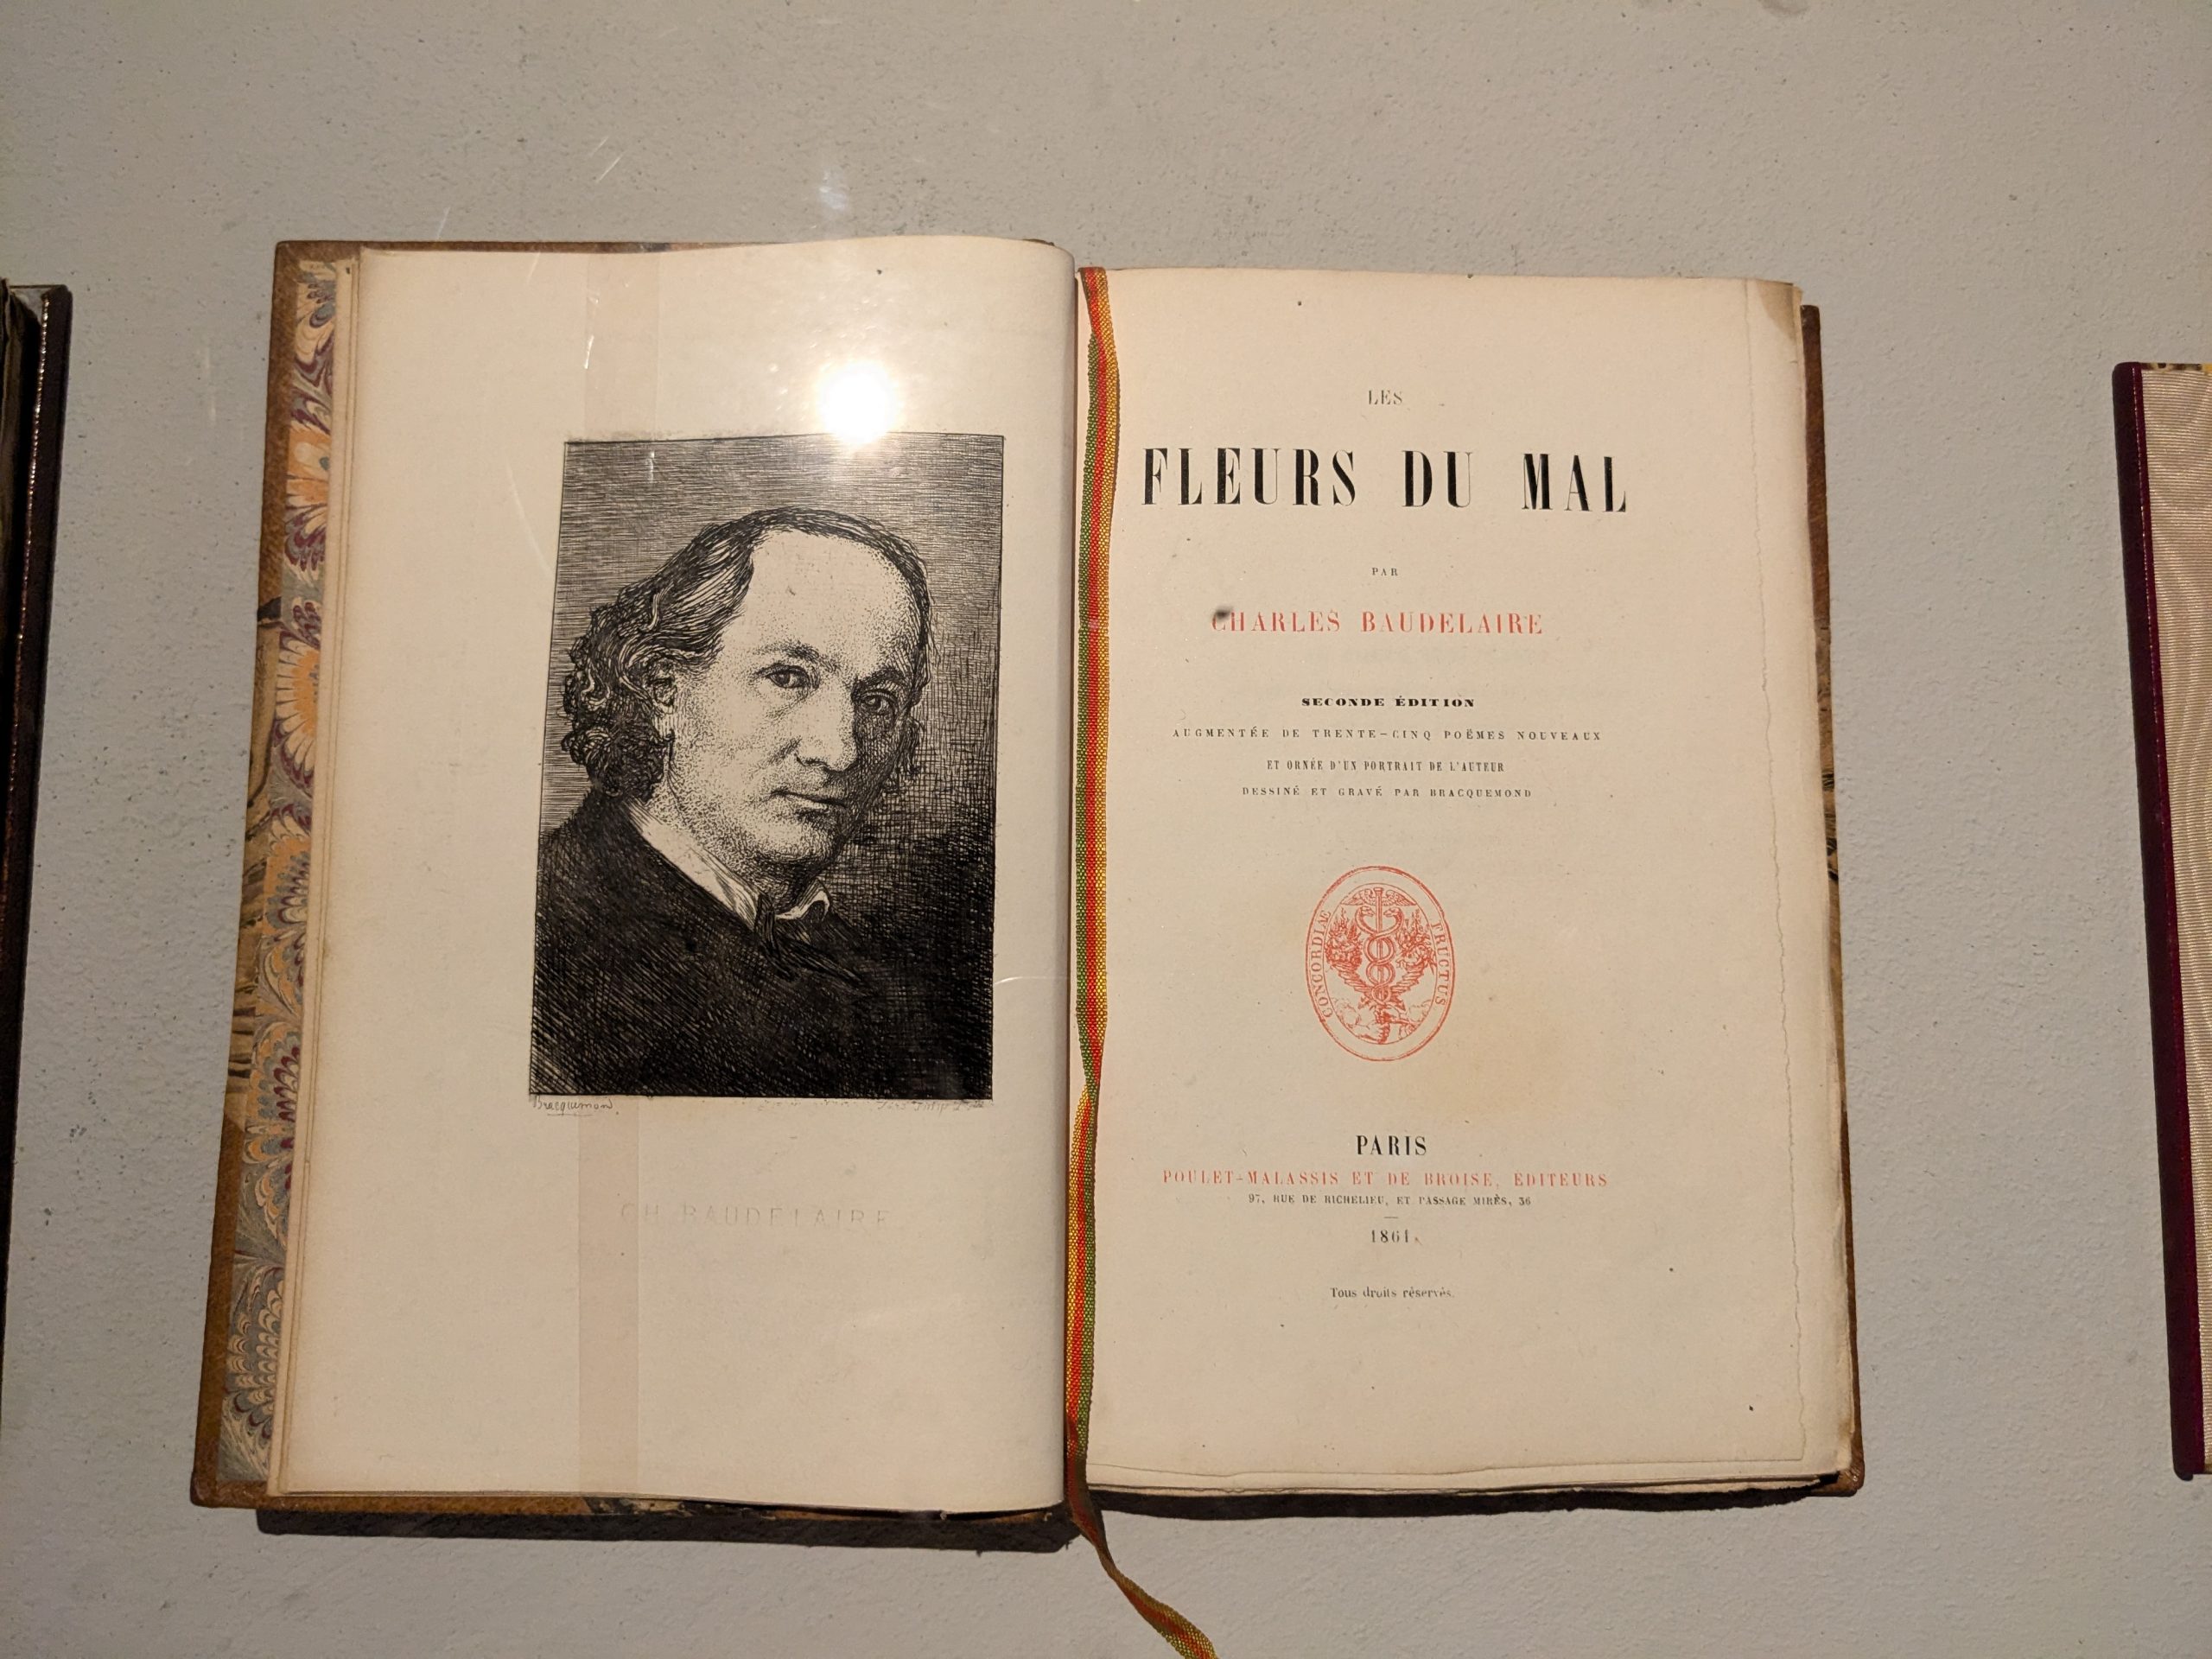 Bracquemond
CH. BAUDELAIRE
LES
FLEURS DU MAL
PAR
CHARLES BAUDELAIRE
SECONDE ÉDITION
AUGMENTÉE DE TRENTE-CINQ POËMES NOUVEAUX
ET ORNÉE D'UN PORTRAIT DE L'AUTEUR
DESSINÉ ET GRAVÉ PAR BRACQUEMOND
CONCORDIAE FRUCTUS
PARIS
POULET-MALASSIS ET DE BROISE, ÉDITEURS
97, RUE DE RICHELIEU, ET PASSAGE MIRÈS, 36
1861
Tous droits réservés.